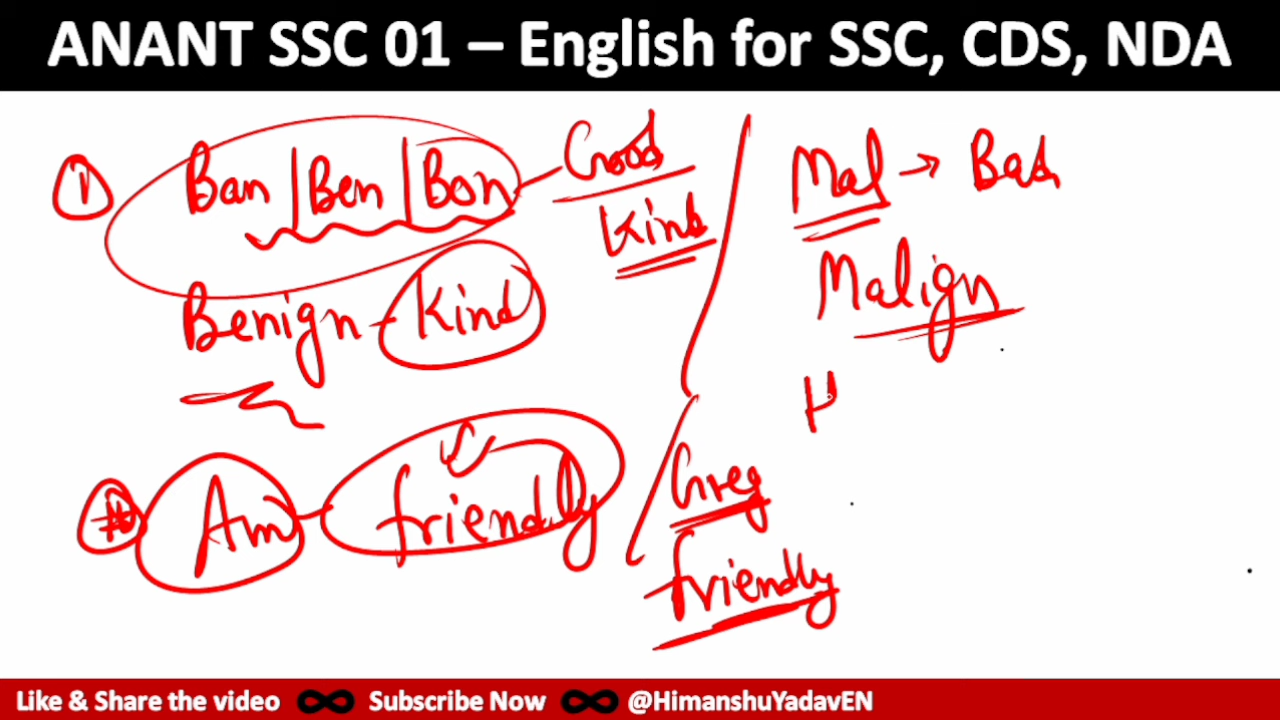 ANANT SSC 01 – English for SSC, CDS, NDA
① Ban | Ben | Bon – Good
Kind
Benign – Kind
Am – friendly
Mal → Bad
Malign
Greg
friendly
Like & Share the video ∞ Subscribe Now ∞ @HimanshuYadavEN